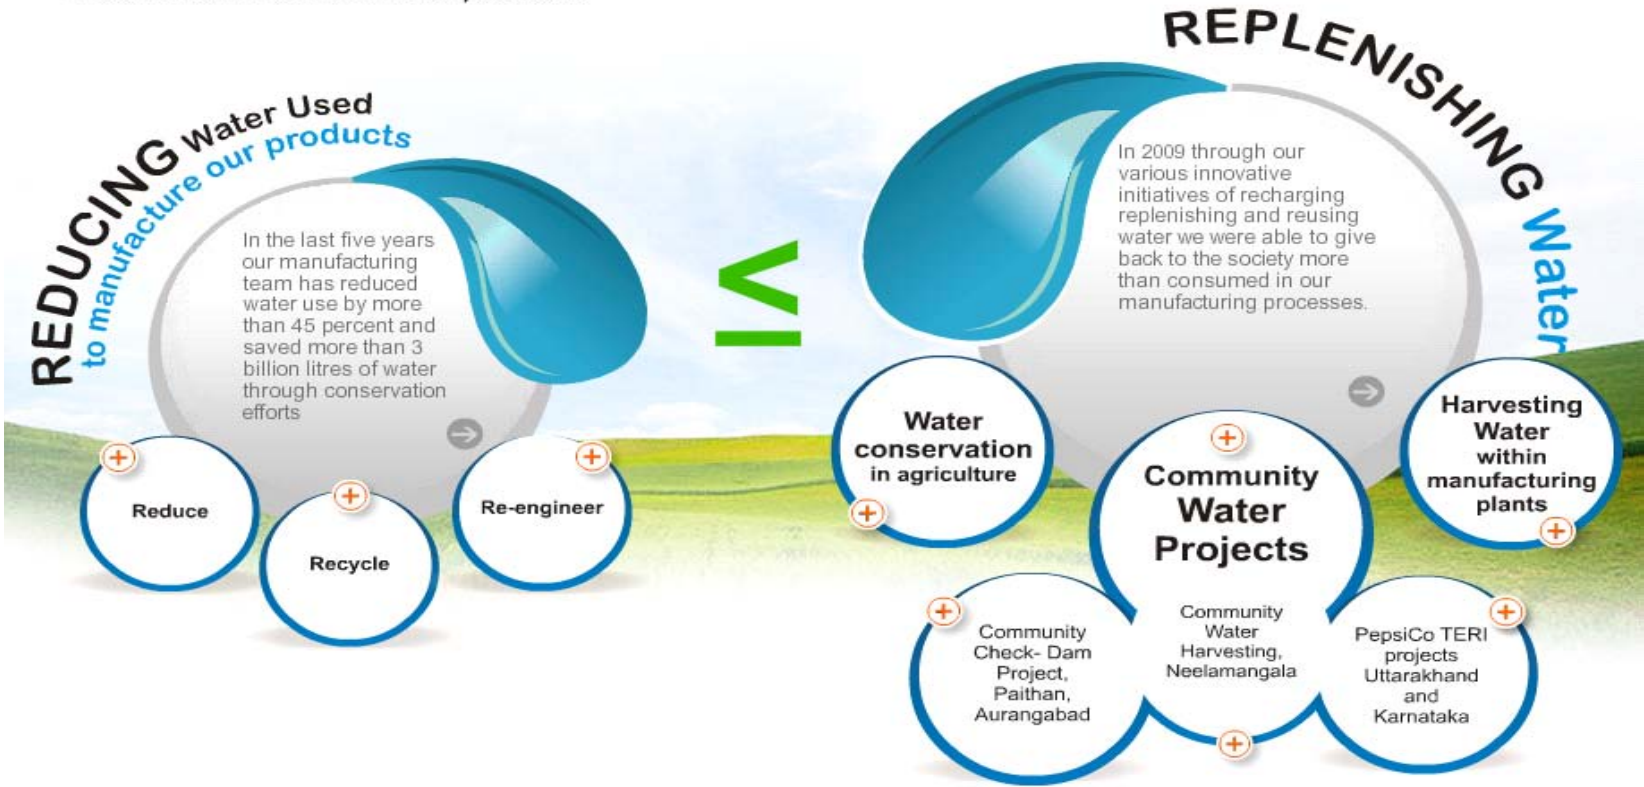 REDUCING Water Used
to manufacture our products
In the last five years
our manufacturing
team has reduced
water use by more
than 45 percent and
saved more than 3
billion litres of water
through conservation
efforts
Reduce
Recycle
Re-engineer
≤
REPLENISHING Water
In 2009 through our
various innovative
initiatives of recharging
replenishing and reusing
water we were able to give
back to the society more
than consumed in our
manufacturing processes.
Water
conservation
in agriculture
Community
Water
Projects
Harvesting
Water
within
manufacturing
plants
Community
Check- Dam
Project,
Paithan,
Aurangabad
Community
Water
Harvesting,
Neelamangala
PepsiCo TERI
projects
Uttarakhand
and
Karnataka